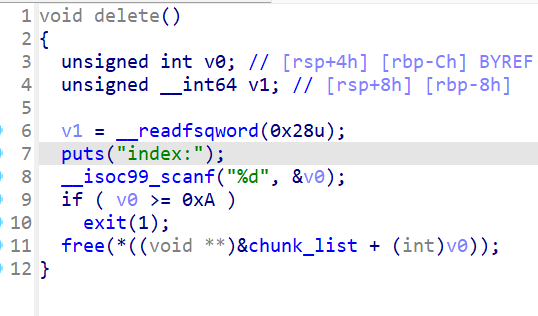 1 void delete()
2 {
3 unsigned int v0; // [rsp+4h] [rbp-Ch] BYREF
4 unsigned __int64 v1; // [rsp+8h] [rbp-8h]
5
6 v1 = __readfsqword(0x28u);
7 puts("index:");
8 __isoc99_scanf("%d", &v0);
9 if ( v0 >= 0xA )
10 exit(1);
11 free(*((void **)&chunk_list + (int)v0));
12 }